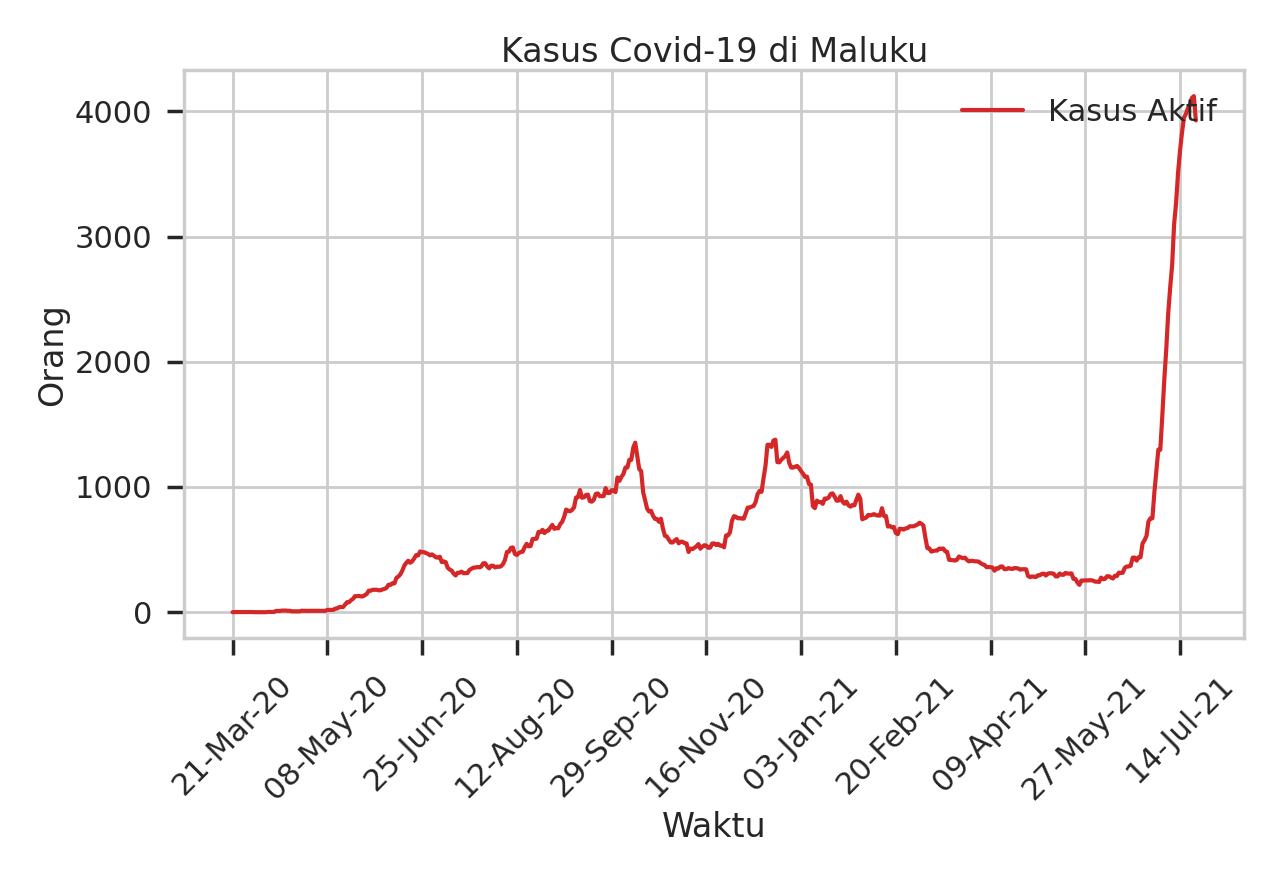 Kasus Covid-19 di Maluku
Kasus Aktif
4000
3000
2000
1000
0
Orang
21-Mar-20
08-May-20
25-Jun-20
12-Aug-20
29-Sep-20
16-Nov-20
03-Jan-21
20-Feb-21
09-Apr-21
27-May-21
14-Jul-21
Waktu